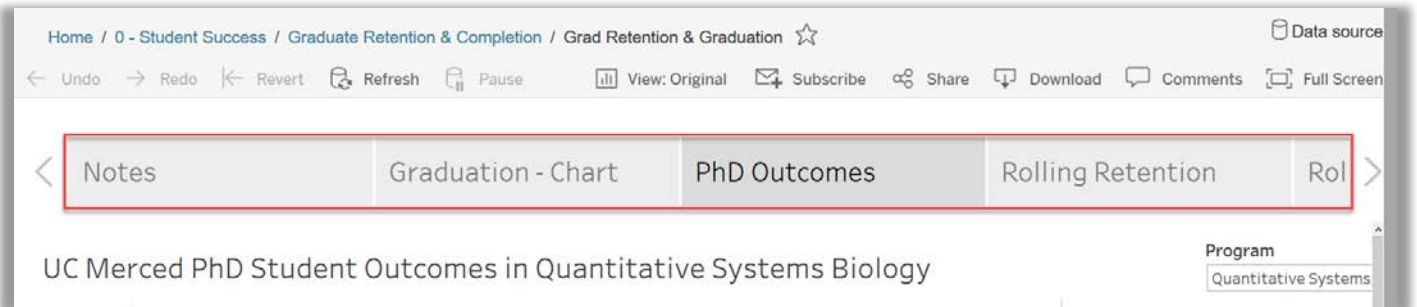 Home / 0 - Student Success / Graduate Retention & Completion / Grad Retention & Graduation
Data source
Undo Redo Revert Refresh Pause View: Original Subscribe Share Download Comments Full Screen
Notes Graduation - Chart PhD Outcomes Rolling Retention Rol
Program
UC Merced PhD Student Outcomes in Quantitative Systems Biology
Quantitative Systems